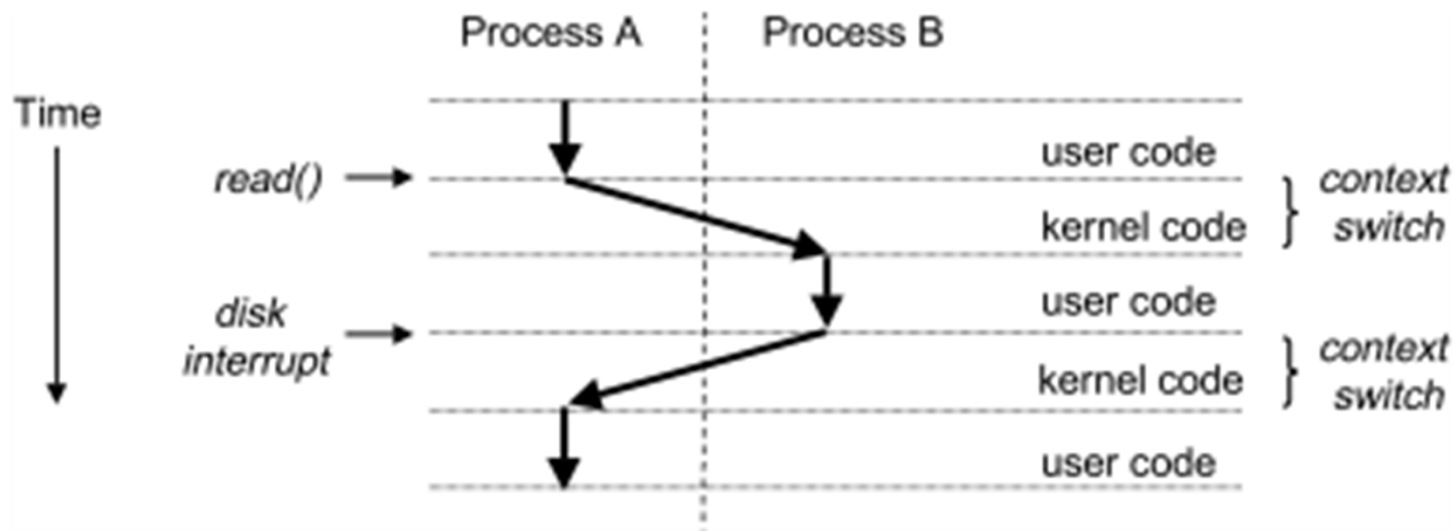 Process A
Process B
Time
user code
read()
context
switch
kernel code
user code
disk
interrupt
context
switch
kernel code
user code